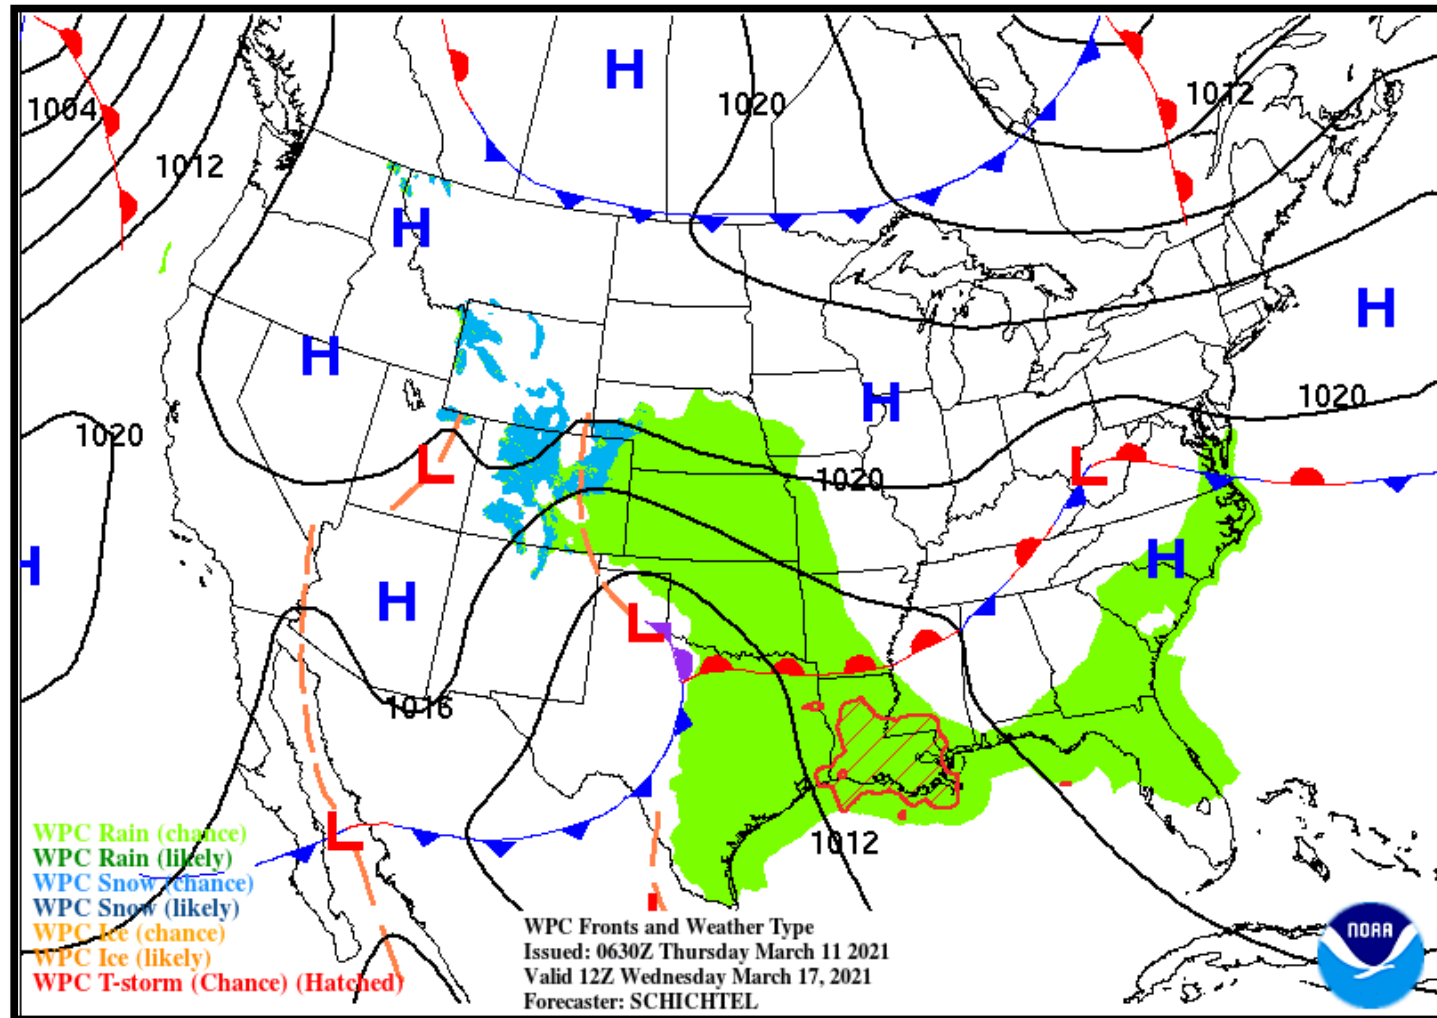 H
1020
1012
1004
1012
H
H
H
1020
H
1020
L
L
1020
H
H
H
L
1016
L
1012
WPC Rain (chance)
WPC Rain (likely)
WPC Snow (chance)
WPC Snow (likely)
WPC Ice (chance)
WPC Ice (likely)
WPC T-storm (Chance) (Hatched)
WPC Fronts and Weather Type
Issued: 0630Z Thursday March 11 2021
Valid 12Z Wednesday March 17, 2021
Forecaster: SCHICHTEL
NOAA